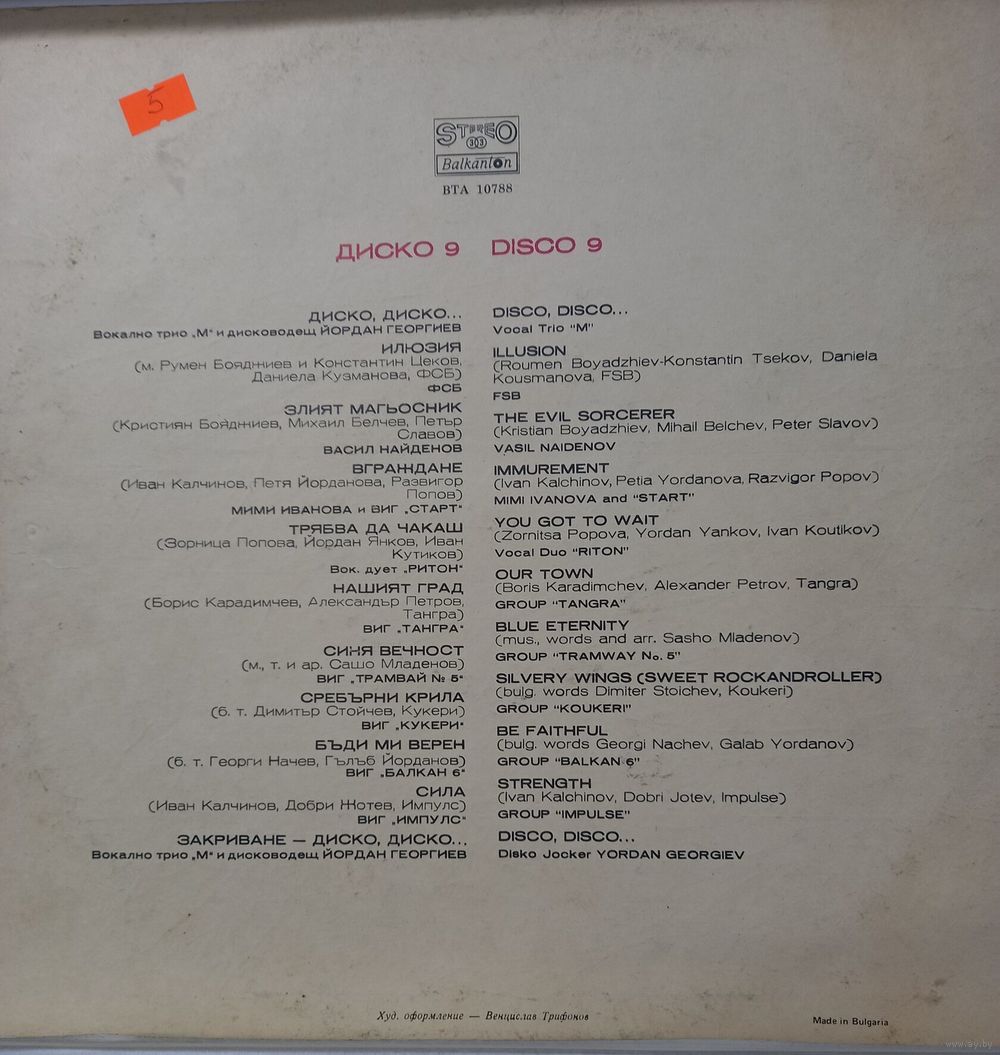 5
STEREO
303
Balkanton
BTA 10788
ДИСКО 9
ДИСКО, ДИСКО...
Вокално трио „М“ и дисководещ ЙОРДАН ГЕОРГИЕВ
ИЛЮЗИЯ
(м. Румен Бояджиев и Константин Цеков,
Даниела Кузманова, ФСБ)
ФСБ
ЗЛИЯТ МАГЬОСНИК
(Кристиян Бояджиев, Михаил Белчев, Петър
Славов)
ВАСИЛ НАЙДЕНОВ
ВГРАЖДАНЕ
(Иван Калчинов, Петя Йорданова, Развигор
Попов)
МИМИ ИВАНОВА и ВИГ „СТАРТ“
ТРЯБВА ДА ЧАКАШ
(Зорница Попова, Йордан Янков, Иван
Кутиков)
Вок. дует „РИТОН“
НАШИЯТ ГРАД
(Борис Карадимчев, Александър Петров,
Тангра)
ВИГ „ТАНГРА“
СИНЯ ВЕЧНОСТ
(м., т. и ар. Сашо Младенов)
ВИГ „ТРАМВАЙ № 5“
СРЕБЪРНИ КРИЛА
(б. т. Димитър Стойчев, Кукери)
ВИГ „КУКЕРИ“
БЪДИ МИ ВЕРЕН
(б. т. Георги Начев, Гълъб Йорданов)
ВИГ „БАЛКАН 6“
СИЛА
(Иван Калчинов, Добри Жотев, Импулс)
ВИГ „ИМПУЛС“
ЗАКРИВАНЕ — ДИСКО, ДИСКО...
Вокално трио „М“ и дисководещ ЙОРДАН ГЕОРГИЕВ
DISCO 9
DISCO, DISCO...
Vocal Trio "M"
ILLUSION
(Roumen Boyadzhiev-Konstantin Tsekov, Daniela
Kousmanova, FSB)
FSB
THE EVIL SORCERER
(Kristian Boyadzhiev, Mihail Belchev, Peter Slavov)
VASIL NAIDENOV
IMMUREMENT
(Ivan Kalchinov, Petia Yordanova, Razvigor Popov)
MIMI IVANOVA and "START"
YOU GOT TO WAIT
(Zornitsa Popova, Yordan Yankov, Ivan Koutikov)
Vocal Duo "RITON"
OUR TOWN
(Boris Karadimchev, Alexander Petrov, Tangra)
GROUP "TANGRA"
BLUE ETERNITY
(mus., words and arr. Sasho Mladenov)
GROUP "TRAMWAY No. 5"
SILVERY WINGS (SWEET ROCKANDROLLER)
(bulg. words Dimiter Stoichev, Koukeri)
GROUP "KOUKERI"
BE FAITHFUL
(bulg. words Georgi Nachev, Galab Yordanov)
GROUP "BALKAN 6"
STRENGTH
(Ivan Kalchinov, Dobri Jotev, Impulse)
GROUP "IMPULSE"
DISCO, DISCO...
Disko Jocker YORDAN GEORGIEV
Худ. оформление — Венцислав Трифонов
Made in Bulgaria
www.ay.by